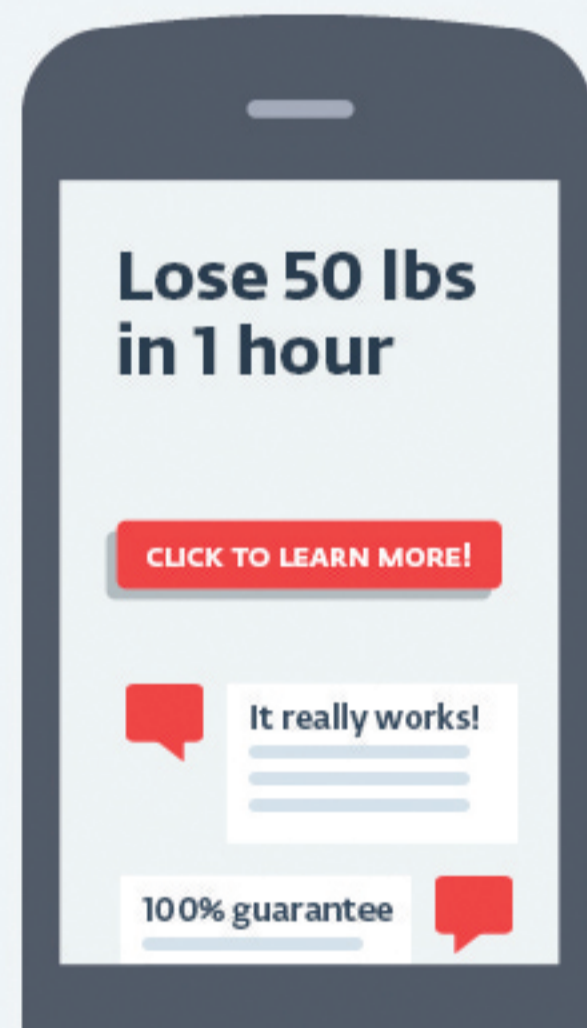 Lose 50 lbs
in 1 hour
CLICK TO LEARN MORE!
It really works!
100% guarantee